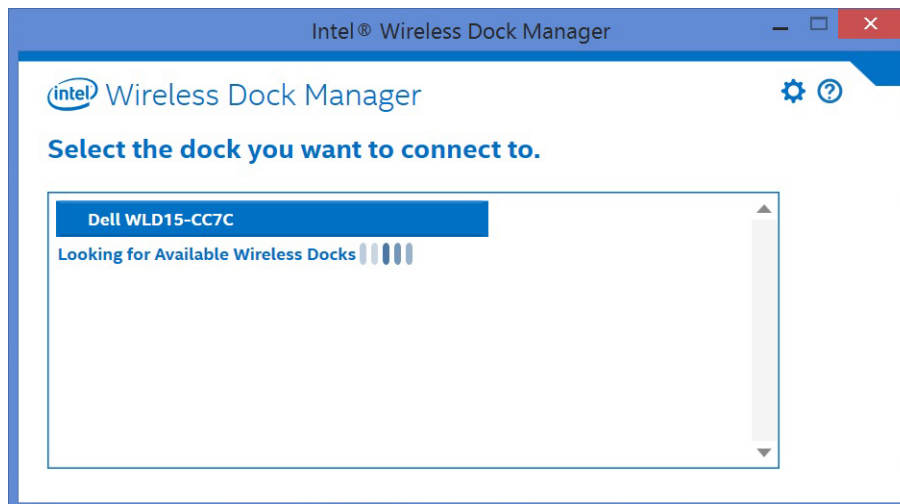 Intel® Wireless Dock Manager
intel Wireless Dock Manager
Select the dock you want to connect to.
Dell WLD15-CC7C
Looking for Available Wireless Docks